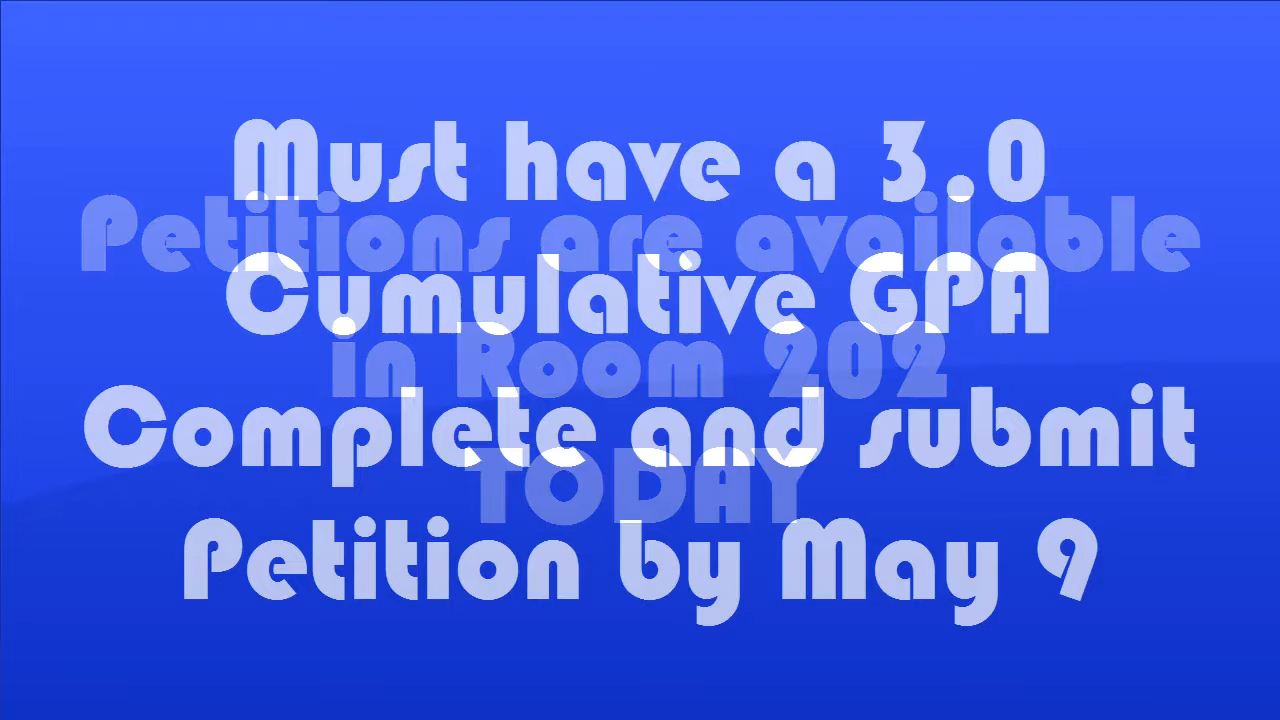 Must have a 3.0
Petitions are available
Cumulative GPA
in Room 202
Complete and submit
TODAY
Petition by May 9